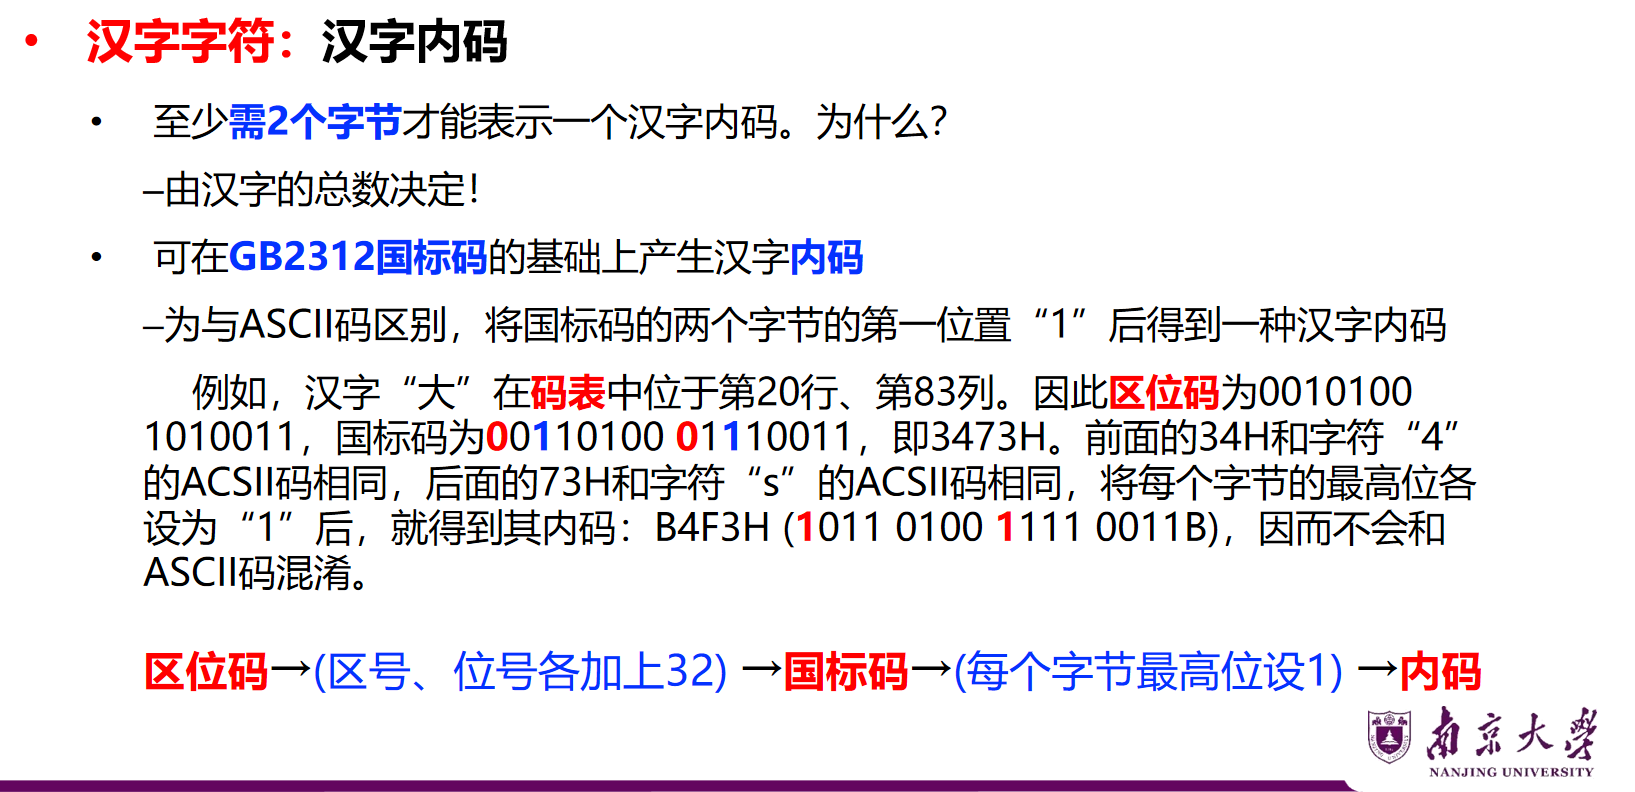 • 汉字字符：汉字内码
• 至少需2个字节才能表示一个汉字内码。为什么？
–由汉字的总数决定！
• 可在GB2312国标码的基础上产生汉字内码
–为与ASCII码区别，将国标码的两个字节的第一位置“1”后得到一种汉字内码
例如，汉字“大”在码表中位于第20行、第83列。因此区位码为0010100
1010011，国标码为00110100 01110011，即3473H。前面的34H和字符“4”
的ACSII码相同，后面的73H和字符“s”的ACSII码相同，将每个字节的最高位各
设为“1”后，就得到其内码：B4F3H (1011 0100 1111 0011B)，因而不会和
ASCII码混淆。
区位码→(区号、位号各加上32) →国标码→(每个字节最高位设1) →内码
南京大学
NANJING UNIVERSITY